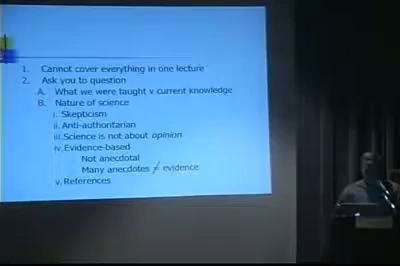 1. Cannot cover everything in one lecture
2. Ask you to question
A. What we were taught v current knowledge
B. Nature of science
i. Skepticism
ii. Anti-authoritarian
iii. Science is not about opinion
iv. Evidence-based
Not anecdotal
Many anecdotes ≠ evidence
v. References